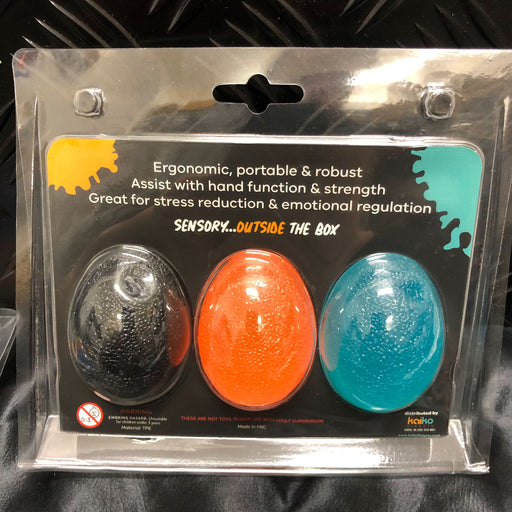 Ergonomic, portable & robust
Assist with hand function & strength
Great for stress reduction & emotional regulation
SENSORY...OUTSIDE THE BOX
0-3
WARNING
CHOKING HAZARD. Unsuitable
for children under 3 years
Material: TPE
THESE ARE NOT TOYS. PLEASE USE WITH ADULT SUPERVISION
Made in PRC
distributed by
kaiko